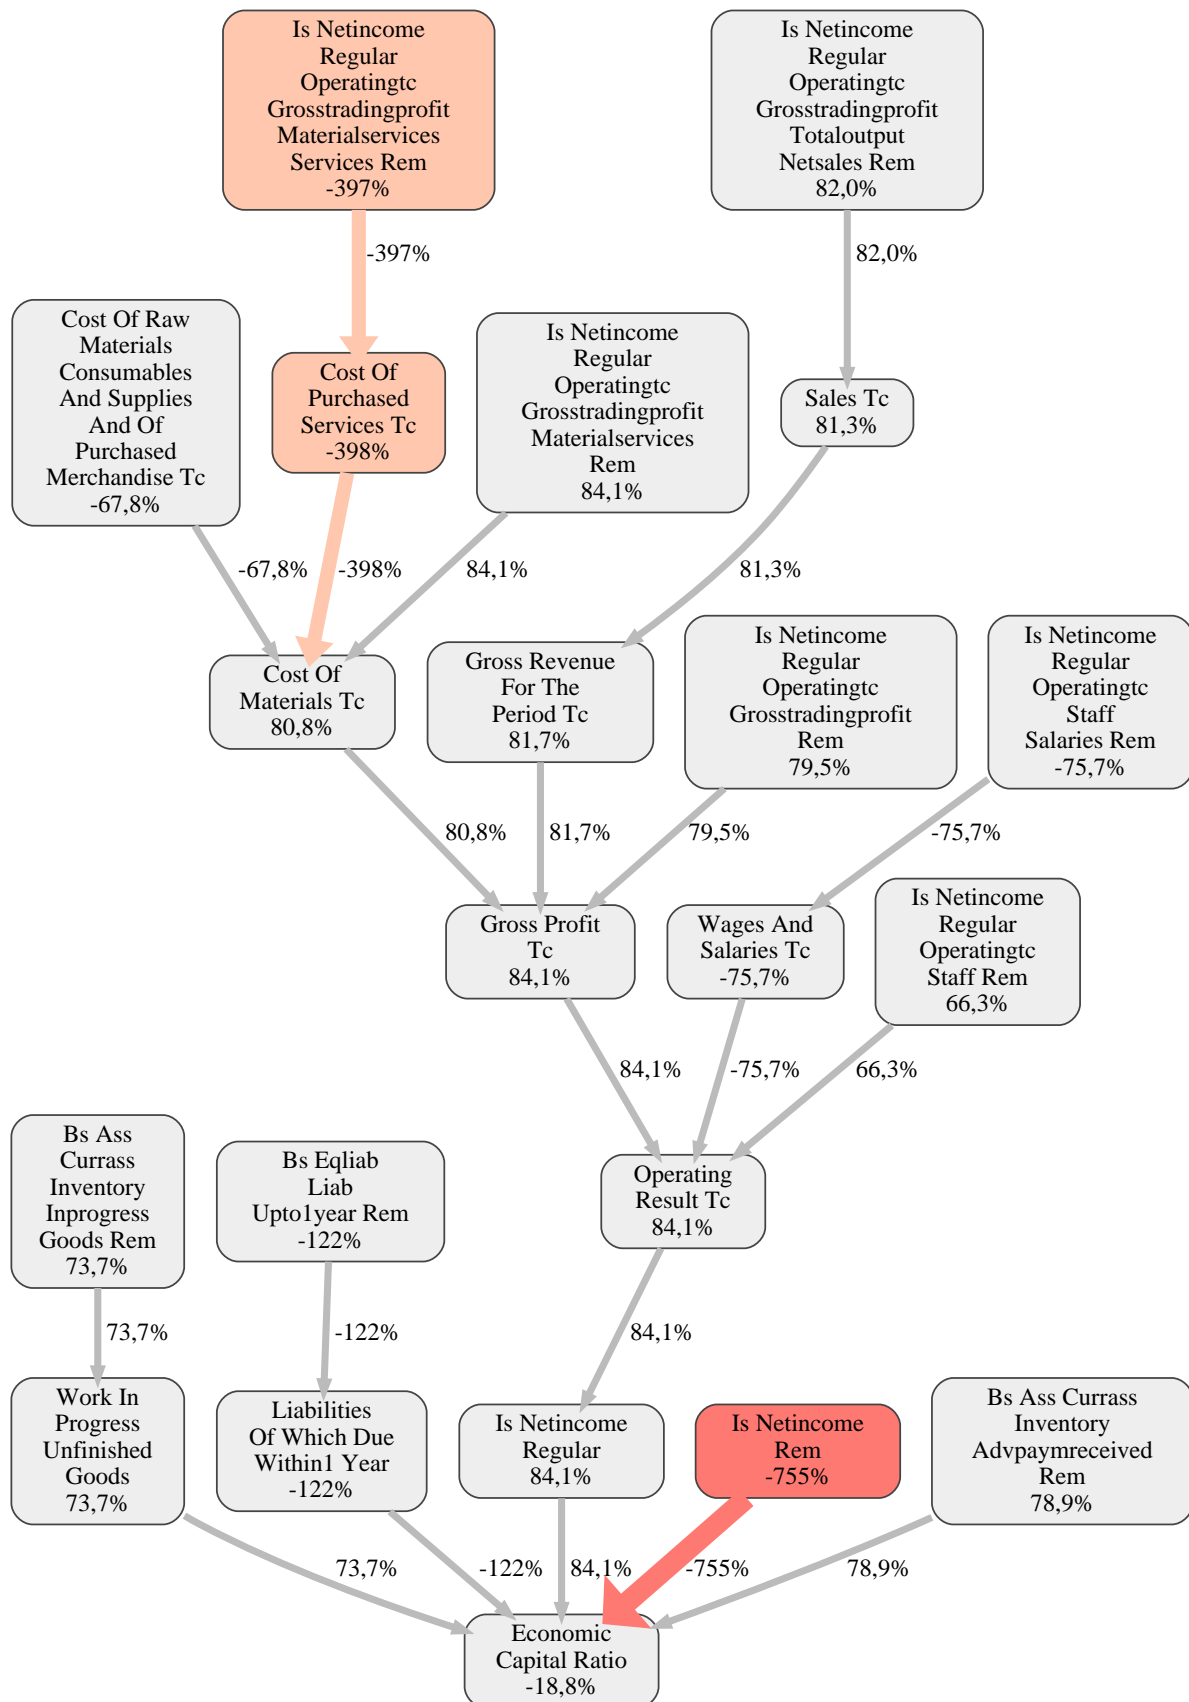 Is Netincome
Regular
Operatingtc
Grosstradingprofit
Materialservices
Services Rem
-397%
Is Netincome
Regular
Operatingtc
Grosstradingprofit
Totaloutput
Netsales Rem
82,0%
-397%
82,0%
Cost Of Raw
Materials
Consumables
And Supplies
And Of
Purchased
Merchandise Tc
-67,8%
Cost Of
Purchased
Services Tc
-398%
Is Netincome
Regular
Operatingtc
Grosstradingprofit
Materialservices
Rem
84,1%
Sales Tc
81,3%
-67,8%
-398%
84,1%
81,3%
Cost Of
Materials Tc
80,8%
Gross Revenue
For The
Period Tc
81,7%
Is Netincome
Regular
Operatingtc
Grosstradingprofit
Rem
79,5%
Is Netincome
Regular
Operatingtc
Staff
Salaries Rem
-75,7%
80,8%
81,7%
79,5%
-75,7%
Gross Profit
Tc
84,1%
Wages And
Salaries Tc
-75,7%
Is Netincome
Regular
Operatingtc
Staff Rem
66,3%
84,1%
-75,7%
66,3%
Bs Ass
Currass
Inventory
Inprogress
Goods Rem
73,7%
Bs Eqliab
Liab
Upto1year Rem
-122%
Operating
Result Tc
84,1%
73,7%
-122%
84,1%
Work In
Progress
Unfinished
Goods
73,7%
Liabilities
Of Which Due
Within1 Year
-122%
Is Netincome
Regular
84,1%
Is Netincome
Rem
-755%
Bs Ass Currass
Inventory
Advpaymreceived
Rem
78,9%
73,7%
-122%
84,1%
-755%
78,9%
Economic
Capital Ratio
-18,8%